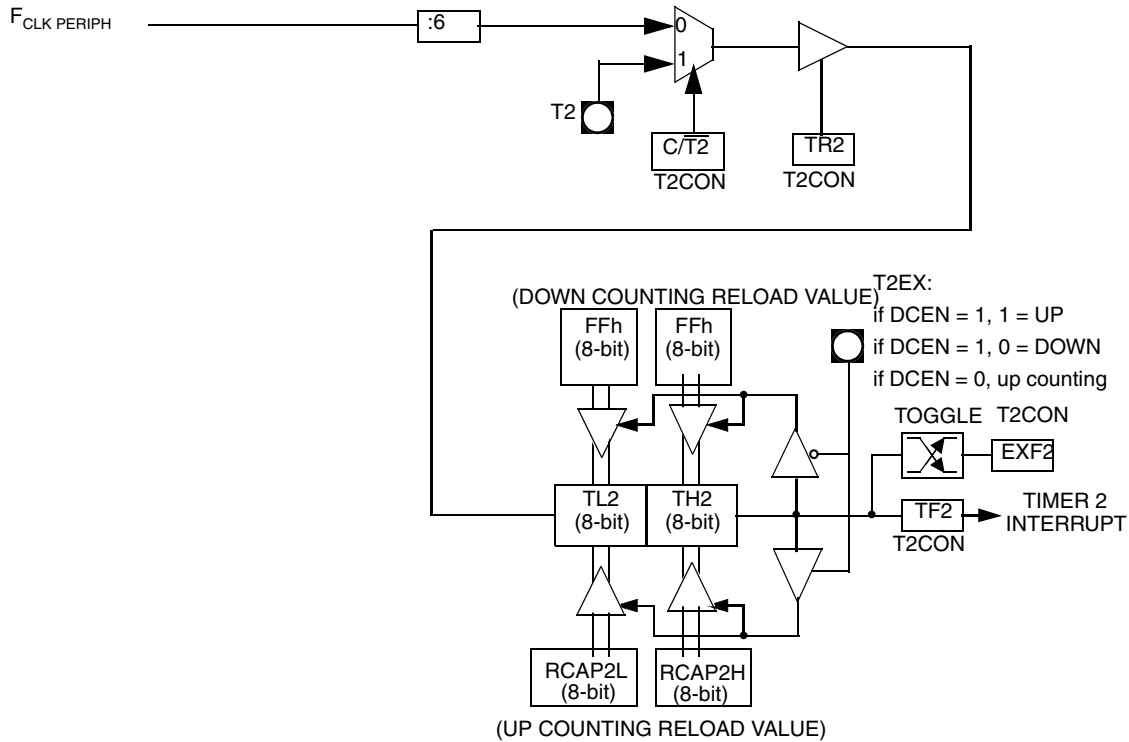 FCLK PERIPH
:6
0
1
T2
C/T2
T2CON
TR2
T2CON
(DOWN COUNTING RELOAD VALUE)
T2EX:
if DCEN = 1, 1 = UP
if DCEN = 1, 0 = DOWN
if DCEN = 0, up counting
FFh
(8-bit)
FFh
(8-bit)
TOGGLE
T2CON
EXF2
TL2
(8-bit)
TH2
(8-bit)
TF2
T2CON
TIMER 2
INTERRUPT
RCAP2L
(8-bit)
RCAP2H
(8-bit)
(UP COUNTING RELOAD VALUE)